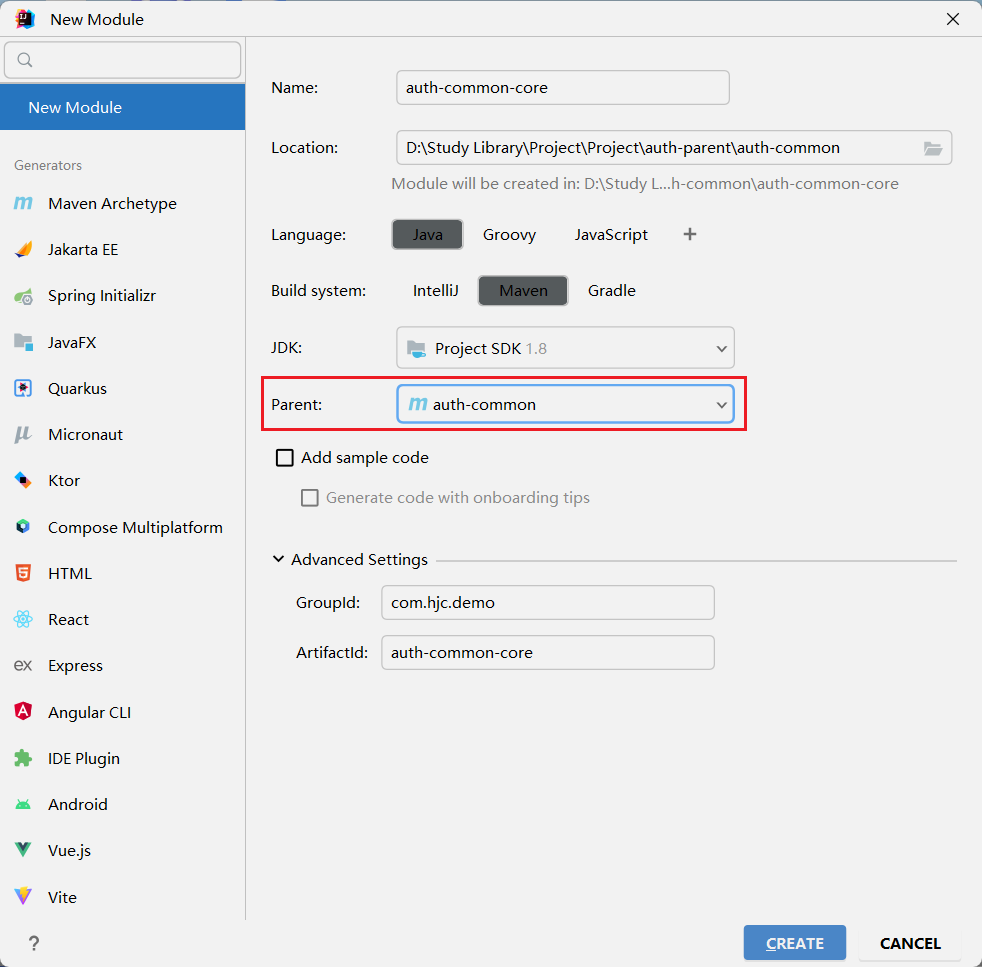 New Module
New Module
Generators
Maven Archetype
Jakarta EE
Spring Initializr
JavaFX
Quarkus
Micronaut
Ktor
Compose Multiplatform
HTML
React
ex Express
Angular CLI
IDE Plugin
Android
Vue.js
Vite
?
Name: auth-common-core
Location: D:\Study Library\Project\Project\auth-parent\auth-common
Module will be created in: D:\Study L...h-common\auth-common-core
Language: Java Groovy JavaScript +
Build system: IntelliJ Maven Gradle
JDK: Project SDK 1.8
Parent: m auth-common
Add sample code
Generate code with onboarding tips
Advanced Settings
GroupId: com.hjc.demo
ArtifactId: auth-common-core
CREATE CANCEL